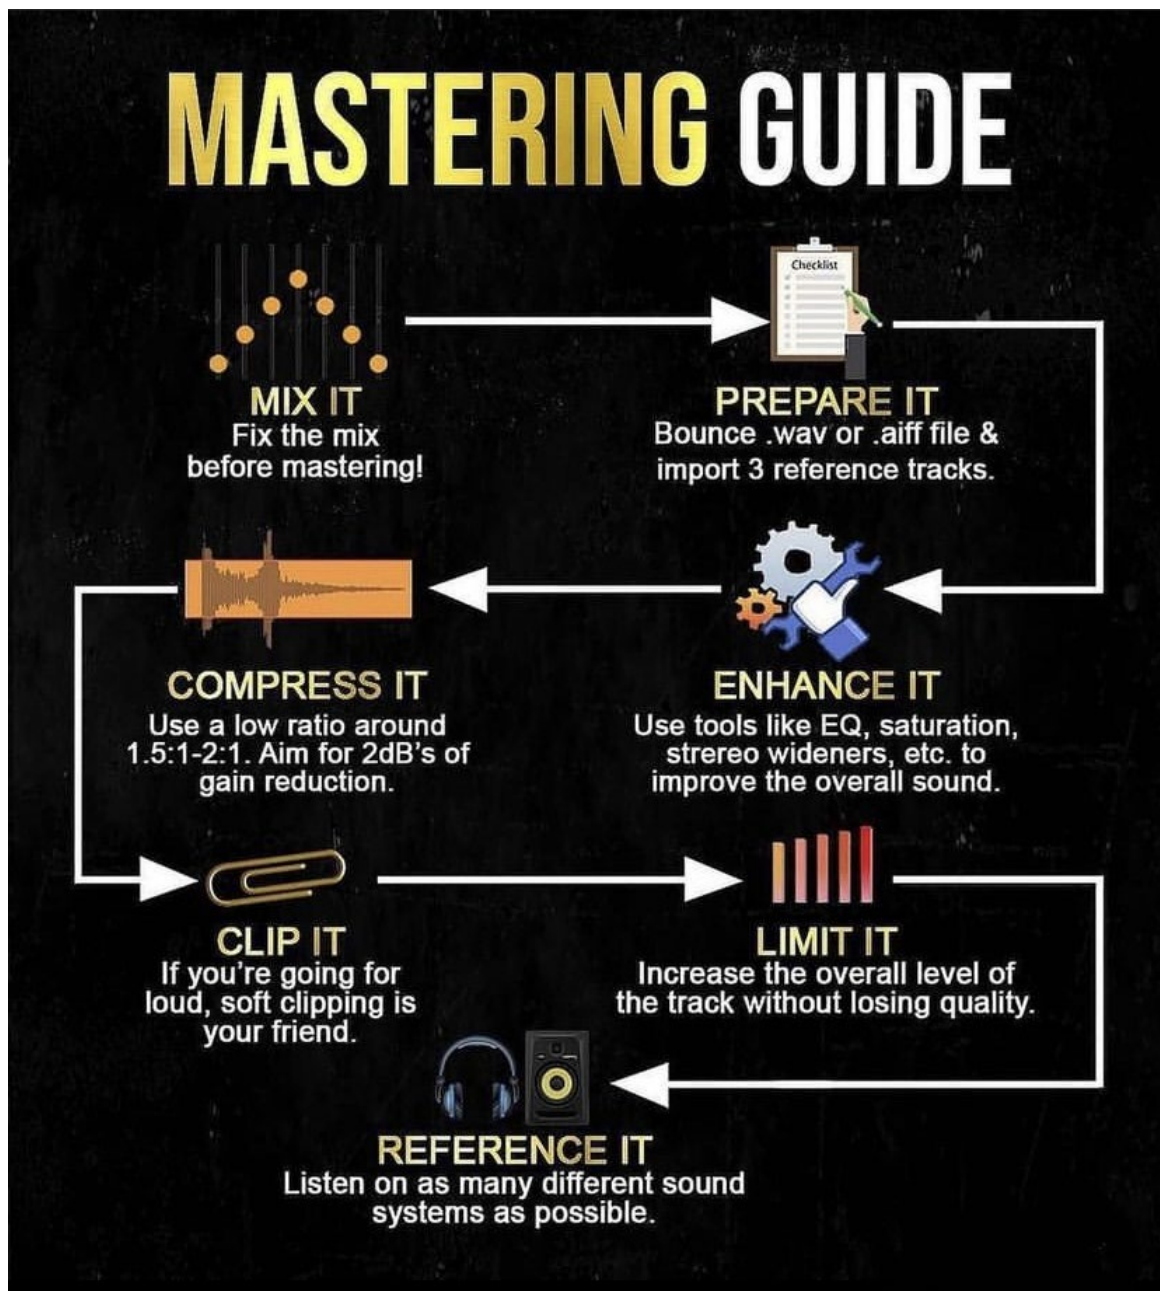 MASTERING GUIDE
Checklist
MIX IT
Fix the mix
before mastering!
PREPARE IT
Bounce .wav or .aiff file &
import 3 reference tracks.
ENHANCE IT
Use tools like EQ, saturation,
strereo wideners, etc. to
improve the overall sound.
COMPRESS IT
Use a low ratio around
1.5:1-2:1. Aim for 2dB's of
gain reduction.
CLIP IT
If you're going for
loud, soft clipping is
your friend.
LIMIT IT
Increase the overall level of
the track without losing quality.
REFERENCE IT
Listen on as many different sound
systems as possible.